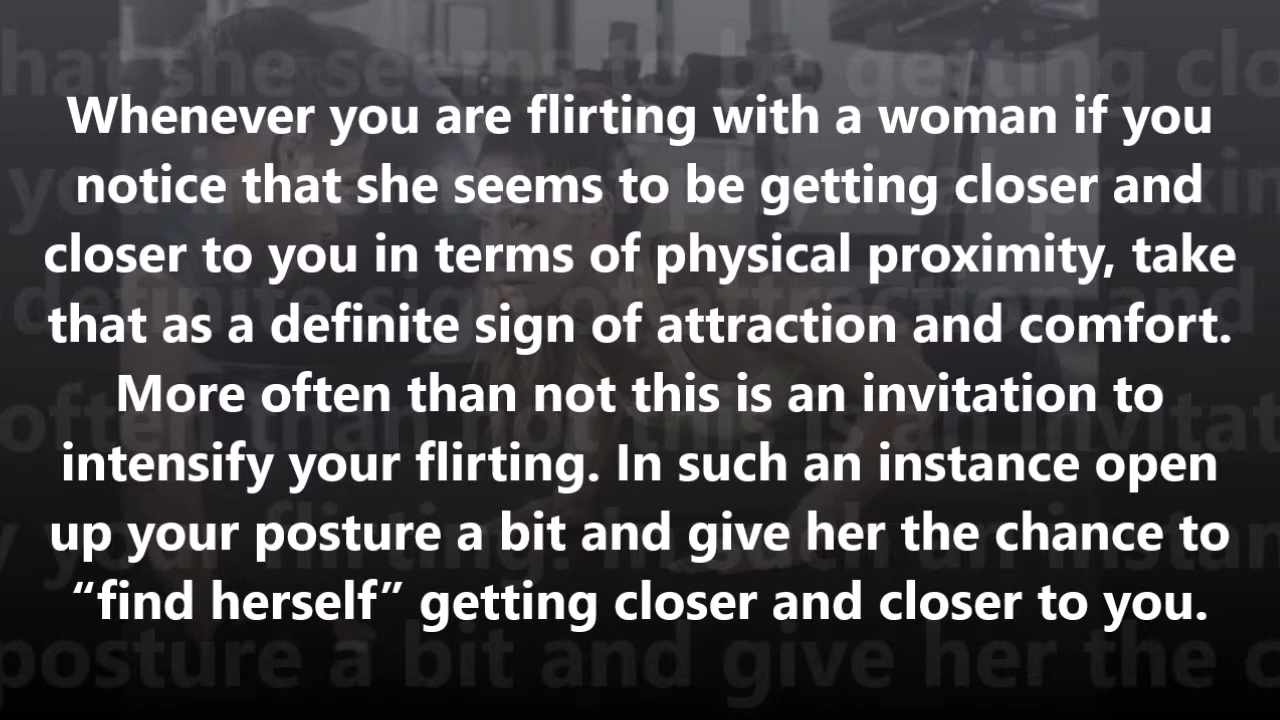 Whenever you are flirting with a woman if you
notice that she seems to be getting closer and
closer to you in terms of physical proximity, take
that as a definite sign of attraction and comfort.
More often than not this is an invitation to
intensify your flirting. In such an instance open
up your posture a bit and give her the chance to
“find herself” getting closer and closer to you.